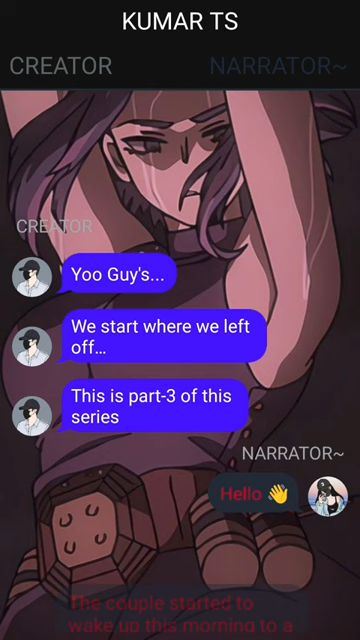 KUMAR TS
CREATOR
NARRATOR~
CREATOR
Yoo Guy's...
We start where we left
off...
This is part-3 of this
series
NARRATOR~
Hello 👋
The couple started to
wake up this morning to a